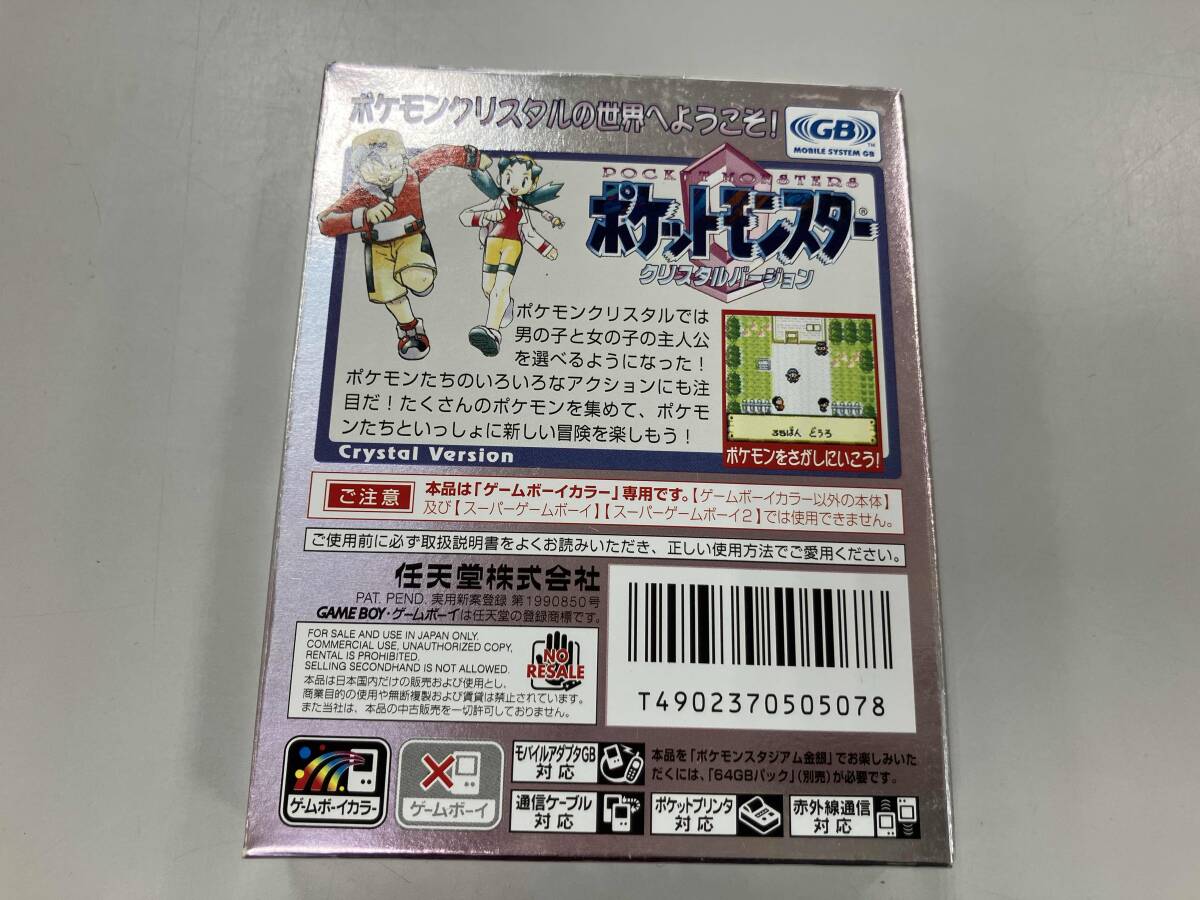 ポケモンクリスタルの世界へようこそ!
GB™
MOBILE SYSTEM GB
POCKET MONSTERS
ポケットモンスター®
クリスタルバージョン
ポケモンクリスタルでは
男の子と女の子の主人公
を選べるようになった!
ポケモンたちのいろいろなアクションにも注
目だ!たくさんのポケモンを集めて、ポケモ
ンたちといっしょに新しい冒険を楽しもう!
35ばん どうろ
ポケモンをさがしにいこう!
Crystal Version
ご注意
本品は「ゲームボーイカラー」専用です。【ゲームボーイカラー以外の本体】
及び【スーパーゲームボーイ】【スーパーゲームボーイ2】では使用できません。
ご使用前に必ず取扱説明書をよくお読みいただき、正しい使用方法でご愛用ください。
任天堂株式会社
PAT. PEND. 実用新案登録 第1990850号
GAME BOY・ゲームボーイは任天堂の登録商標です。
FOR SALE AND USE IN JAPAN ONLY.
COMMERCIAL USE, UNAUTHORIZED COPY,
RENTAL IS PROHIBITED.
SELLING SECONDHAND IS NOT ALLOWED.
本品は日本国内だけの販売および使用とし、
商業目的の使用や無断複製および賃貸は禁止されています。
また当社は、本品の中古販売を一切許可しておりません。
NO
RESALE
T4902370505078
ゲームボーイカラー
ゲームボーイ
モバイルアダプタGB
対応
本品を「ポケモンスタジアム金銀」でお楽しみいた
だくには、「64GBパック」(別売)が必要です。
通信ケーブル
対応
ポケットプリンタ
対応
赤外線通信
対応